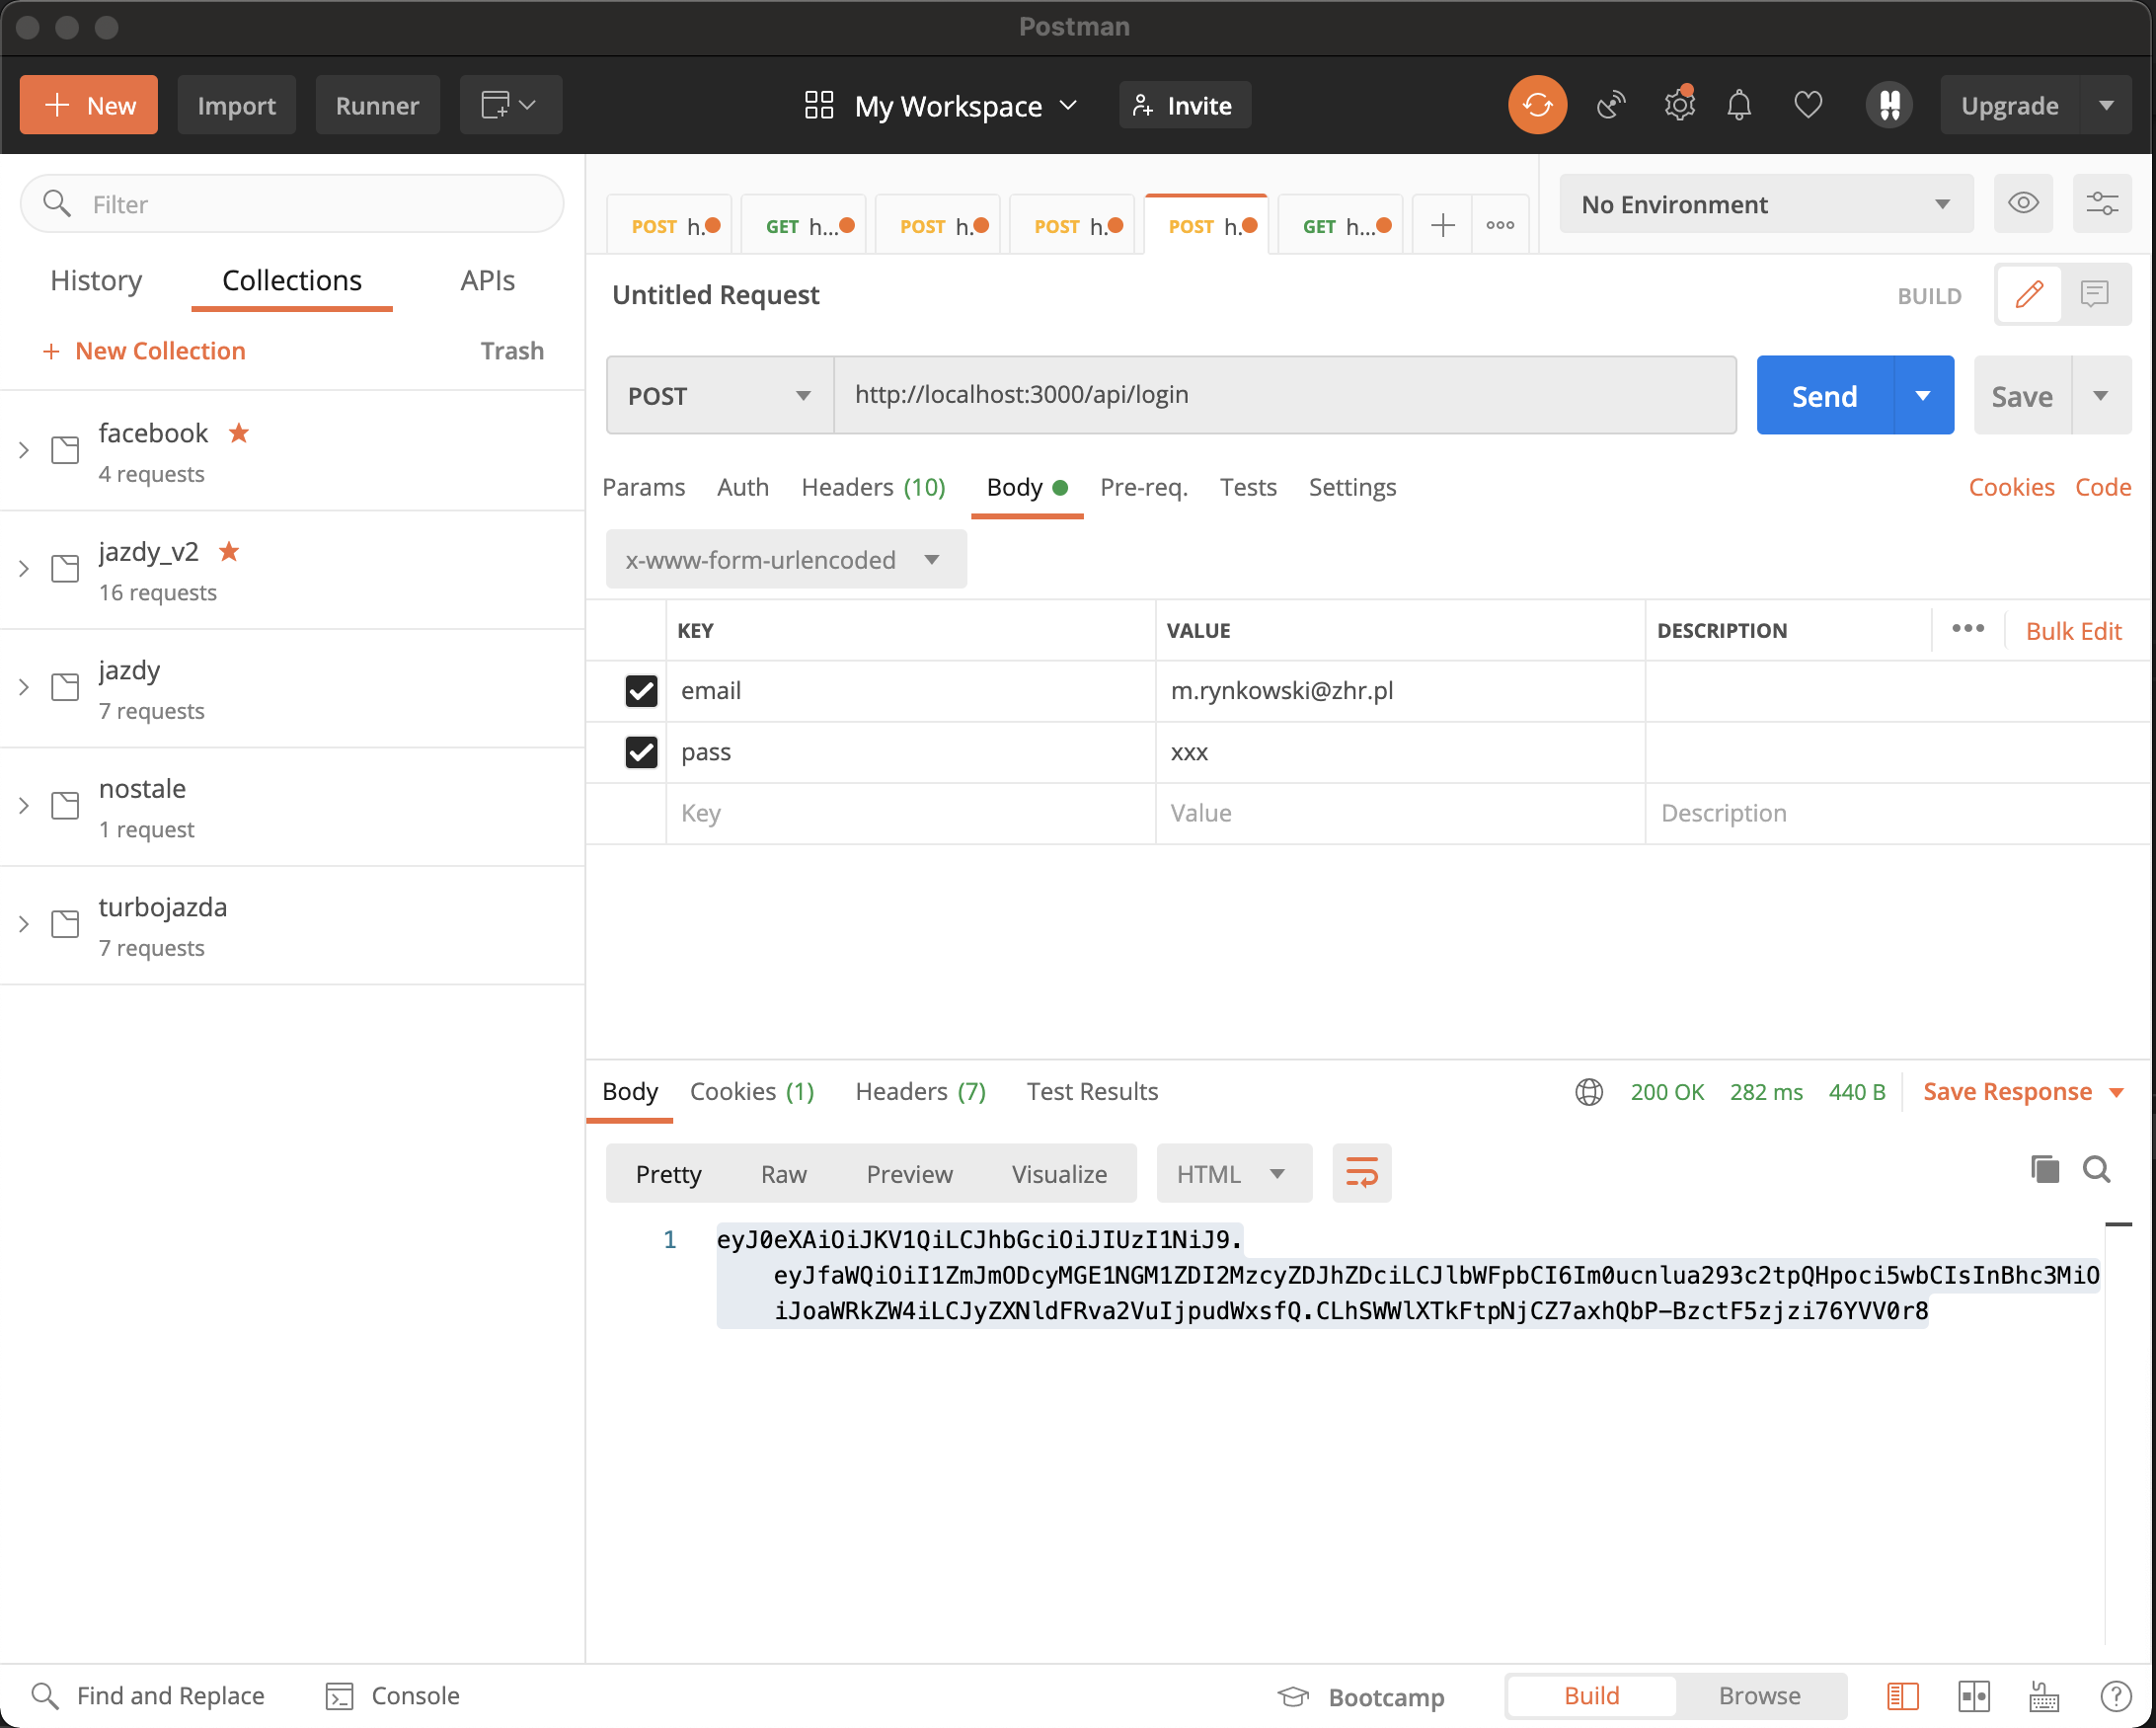 Postman
New
Import
Runner
My Workspace
Invite
Upgrade
Filter
History
Collections
APIs
+ New Collection
Trash
facebook
4 requests
jazdy_v2
16 requests
jazdy
7 requests
nostale
1 request
turbojazda
7 requests
POST h.
GET h...
POST h.
POST h.
POST h.
GET h...
No Environment
Untitled Request
BUILD
POST
http://localhost:3000/api/login
Send
Save
Params
Auth
Headers (10)
Body
Pre-req.
Tests
Settings
Cookies
Code
x-www-form-urlencoded
KEY
VALUE
DESCRIPTION
Bulk Edit
email
m.rynkowski@zhr.pl
pass
xxx
Key
Value
Description
Body
Cookies (1)
Headers (7)
Test Results
200 OK
282 ms
440 B
Save Response
Pretty
Raw
Preview
Visualize
HTML
1
eyJ0eXAiOiJKV1QiLCJhbGciOiJIUzI1NiJ9.
eyJfaWQiOiI1ZmJmODcyMGE1NGM1ZDI2MzcyZDJhZDciLCJlbWFpbCI6Im0ucnlua293c2tpQHpoci5wbCIsInBhc3MiO
iJoaWRkZW4iLCJyZXNldFRva2VuIjpudWxsfQ.CLhSWWlXTkFtpNjCZ7axhQbP-BzctF5zjzi76YVV0r8
Find and Replace
Console
Bootcamp
Build
Browse